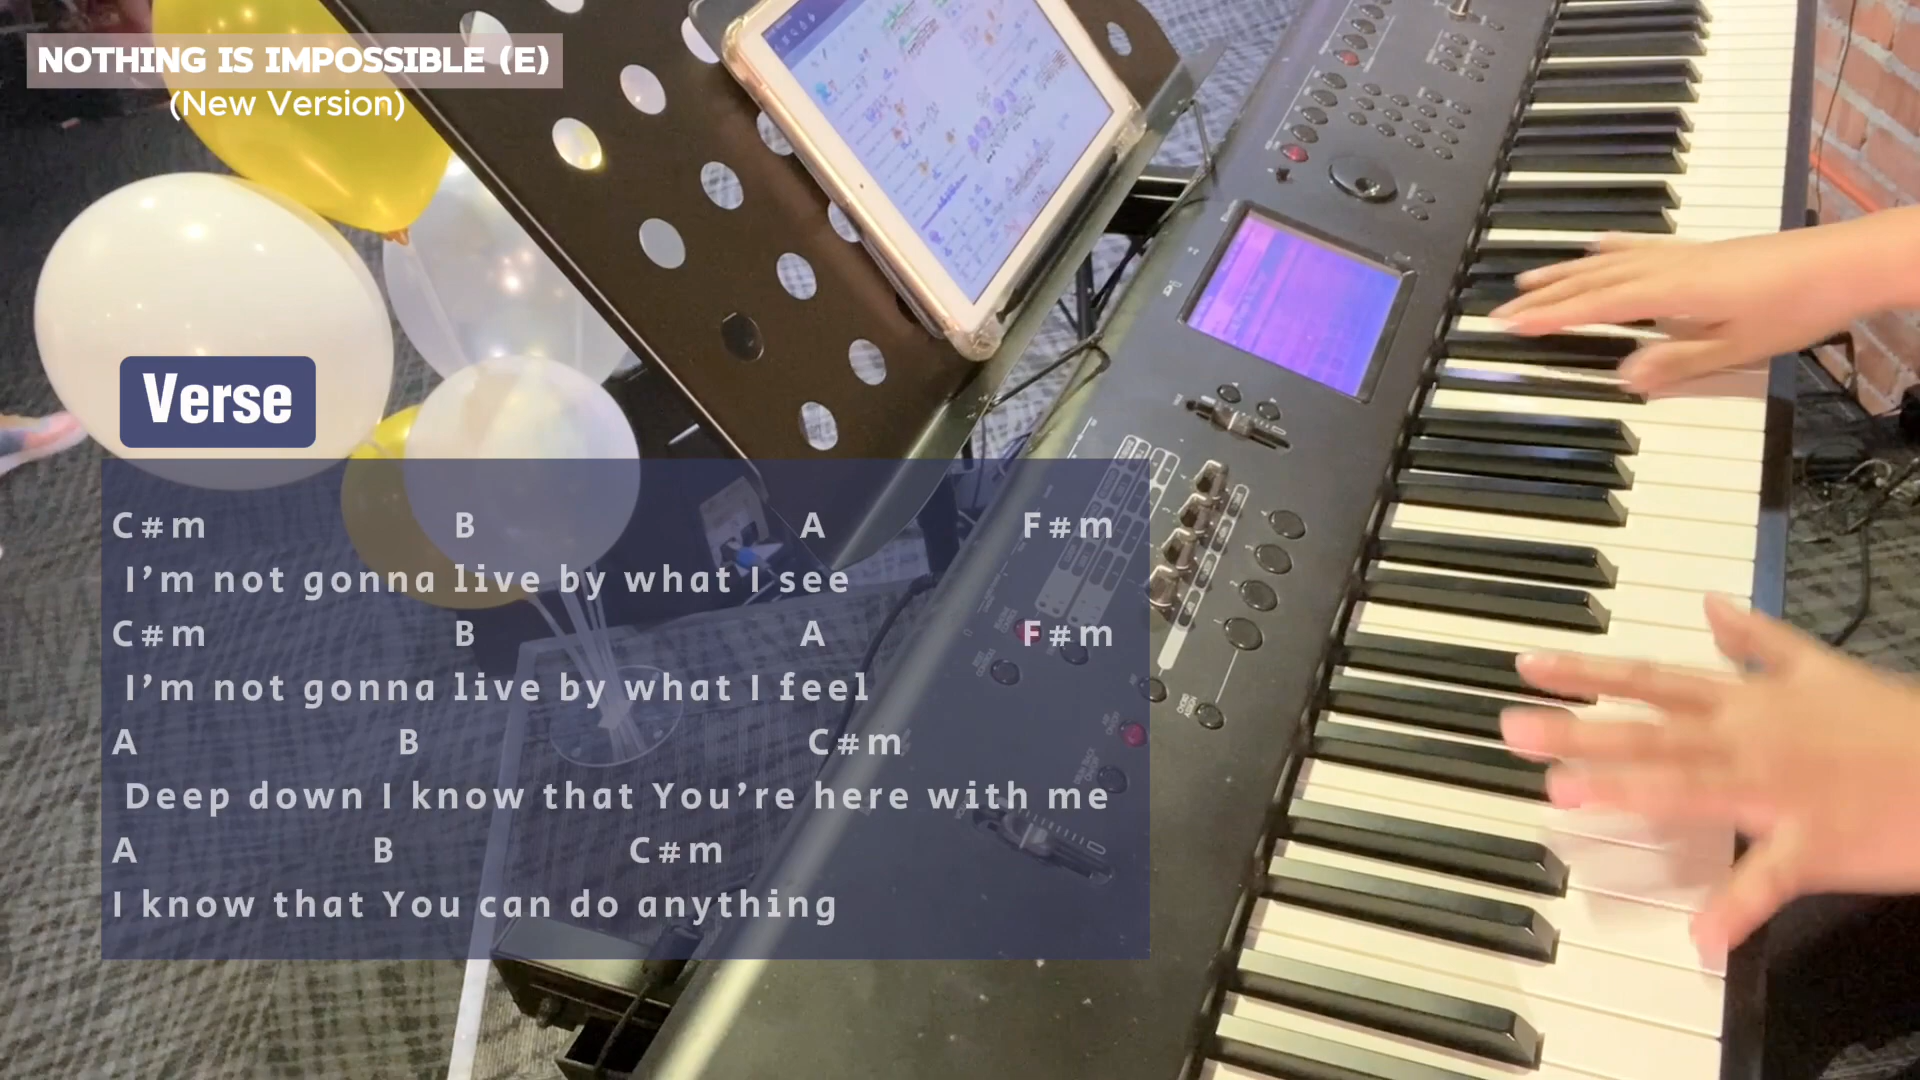 NOTHING IS IMPOSSIBLE (E)
(New Version)
Verse
C#m B A F#m
I'm not gonna live by what I see
C#m B A F#m
I'm not gonna live by what I feel
A B C#m
Deep down I know that You're here with me
A B C#m
I know that You can do anything